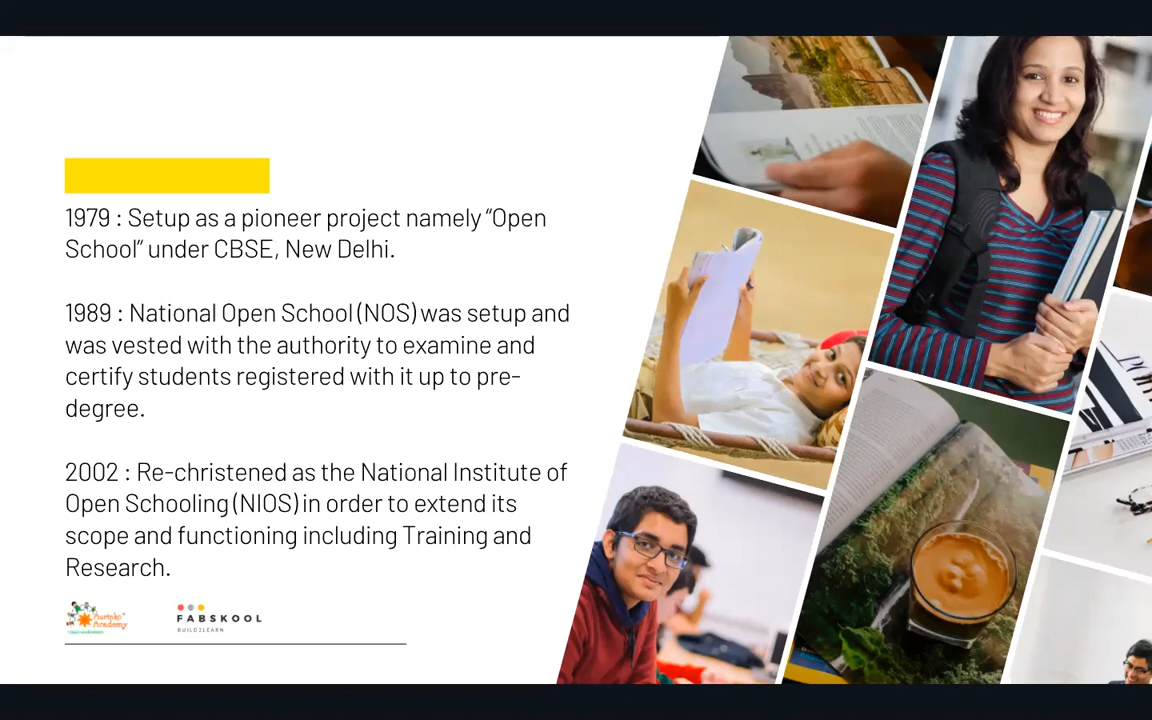 1979 : Setup as a pioneer project namely “Open
School” under CBSE, New Delhi.
1989 : National Open School (NOS) was setup and
was vested with the authority to examine and
certify students registered with it up to pre-
degree.
2002 : Re-christened as the National Institute of
Open Schooling (NIOS) in order to extend its
scope and functioning including Training and
Research.
Aurinko
Academy
FABSKOOL
BUILD2LEARN